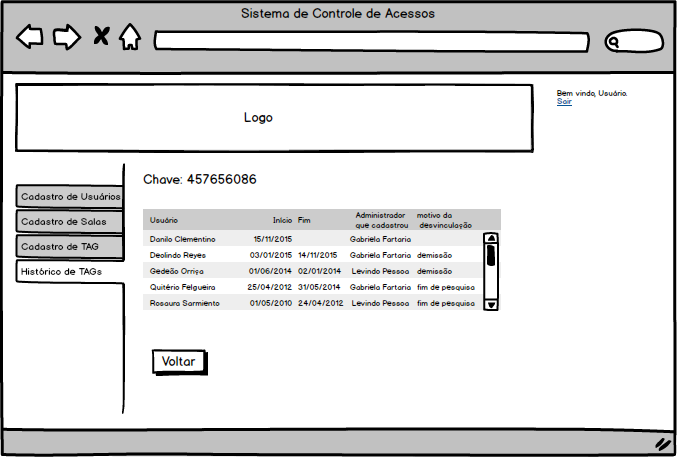 Sistema de Controle de Acessos
Bem vindo, Usuário.
Sair
Logo
Chave: 457656086
Cadastro de Usuários
Cadastro de Salas
Cadastro de TAG
Histórico de TAGs
Usuário Início Fim Administrador que cadastrou motivo da desvinculação
Danilo Clementino 15/11/2015 Gabriela Fartaria
Deolindo Reyes 03/01/2015 14/11/2015 Gabriela Fartaria demissão
Gedeão Orriça 01/06/2014 02/01/2014 Levindo Pessoa demissão
Quitério Felgueira 25/04/2012 31/05/2014 Gabriela Fartaria fim de pesquisa
Rosaura Sarmiento 01/05/2010 24/04/2012 Levindo Pessoa fim de pesquisa
Voltar